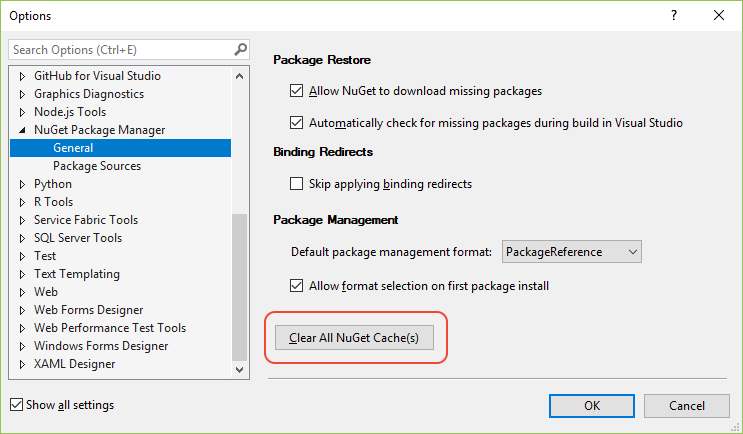 Options
Search Options (Ctrl+E)
GitHub for Visual Studio
Graphics Diagnostics
Node.js Tools
NuGet Package Manager
General
Package Sources
Python
R Tools
Service Fabric Tools
SQL Server Tools
Test
Text Templating
Web
Web Forms Designer
Web Performance Test Tools
Windows Forms Designer
XAML Designer
Show all settings
Package Restore
Allow NuGet to download missing packages
Automatically check for missing packages during build in Visual Studio
Binding Redirects
Skip applying binding redirects
Package Management
Default package management format: PackageReference
Allow format selection on first package install
Clear All NuGet Cache(s)
OK
Cancel